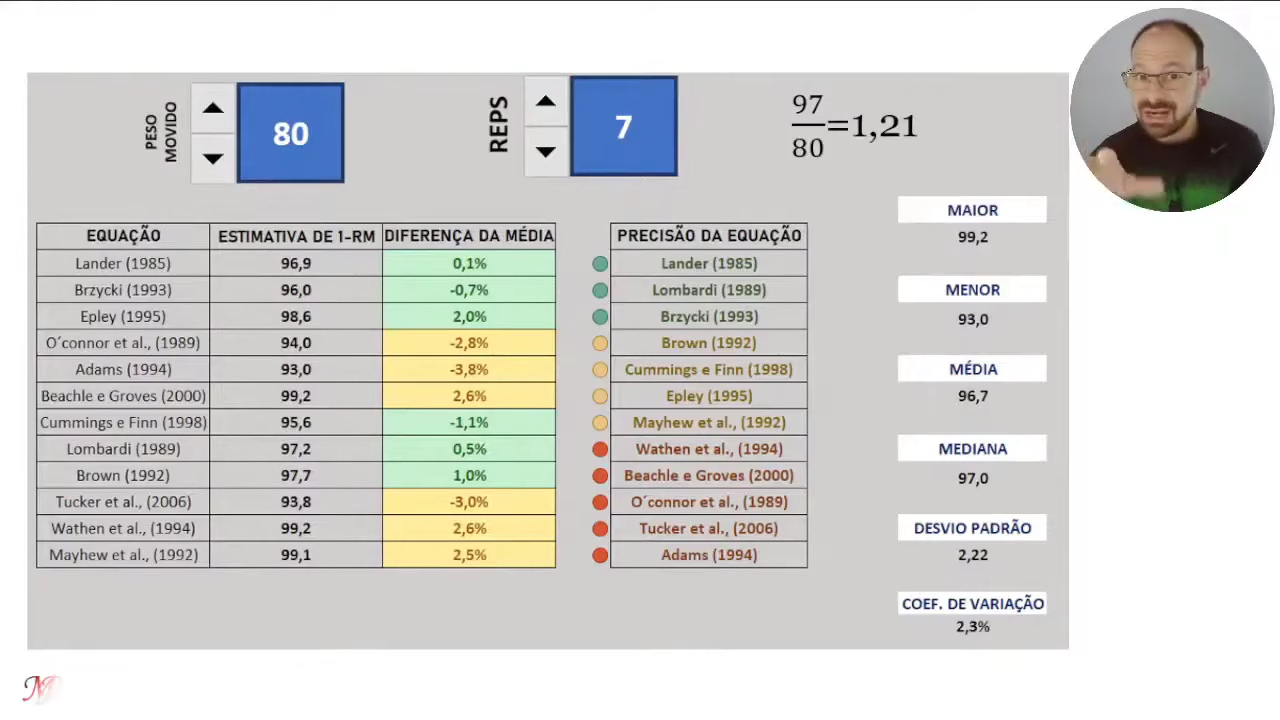 PESO
MOVIDO
80
REPS
7
97
80
=1,21
EQUAÇÃO ESTIMATIVA DE 1-RM DIFERENÇA DA MÉDIA
Lander (1985) 96,9 0,1%
Brzycki (1993) 96,0 -0,7%
Epley (1995) 98,6 2,0%
O´connor et al., (1989) 94,0 -2,8%
Adams (1994) 93,0 -3,8%
Beachle e Groves (2000) 99,2 2,6%
Cummings e Finn (1998) 95,6 -1,1%
Lombardi (1989) 97,2 0,5%
Brown (1992) 97,7 1,0%
Tucker et al., (2006) 93,8 -3,0%
Wathen et al., (1994) 99,2 2,6%
Mayhew et al., (1992) 99,1 2,5%
PRECISÃO DA EQUAÇÃO
Lander (1985)
Lombardi (1989)
Brzycki (1993)
Brown (1992)
Cummings e Finn (1998)
Epley (1995)
Mayhew et al., (1992)
Wathen et al., (1994)
Beachle e Groves (2000)
O´connor et al., (1989)
Tucker et al., (2006)
Adams (1994)
MAIOR
99,2
MENOR
93,0
MÉDIA
96,7
MEDIANA
97,0
DESVIO PADRÃO
2,22
COEF. DE VARIAÇÃO
2,3%
M